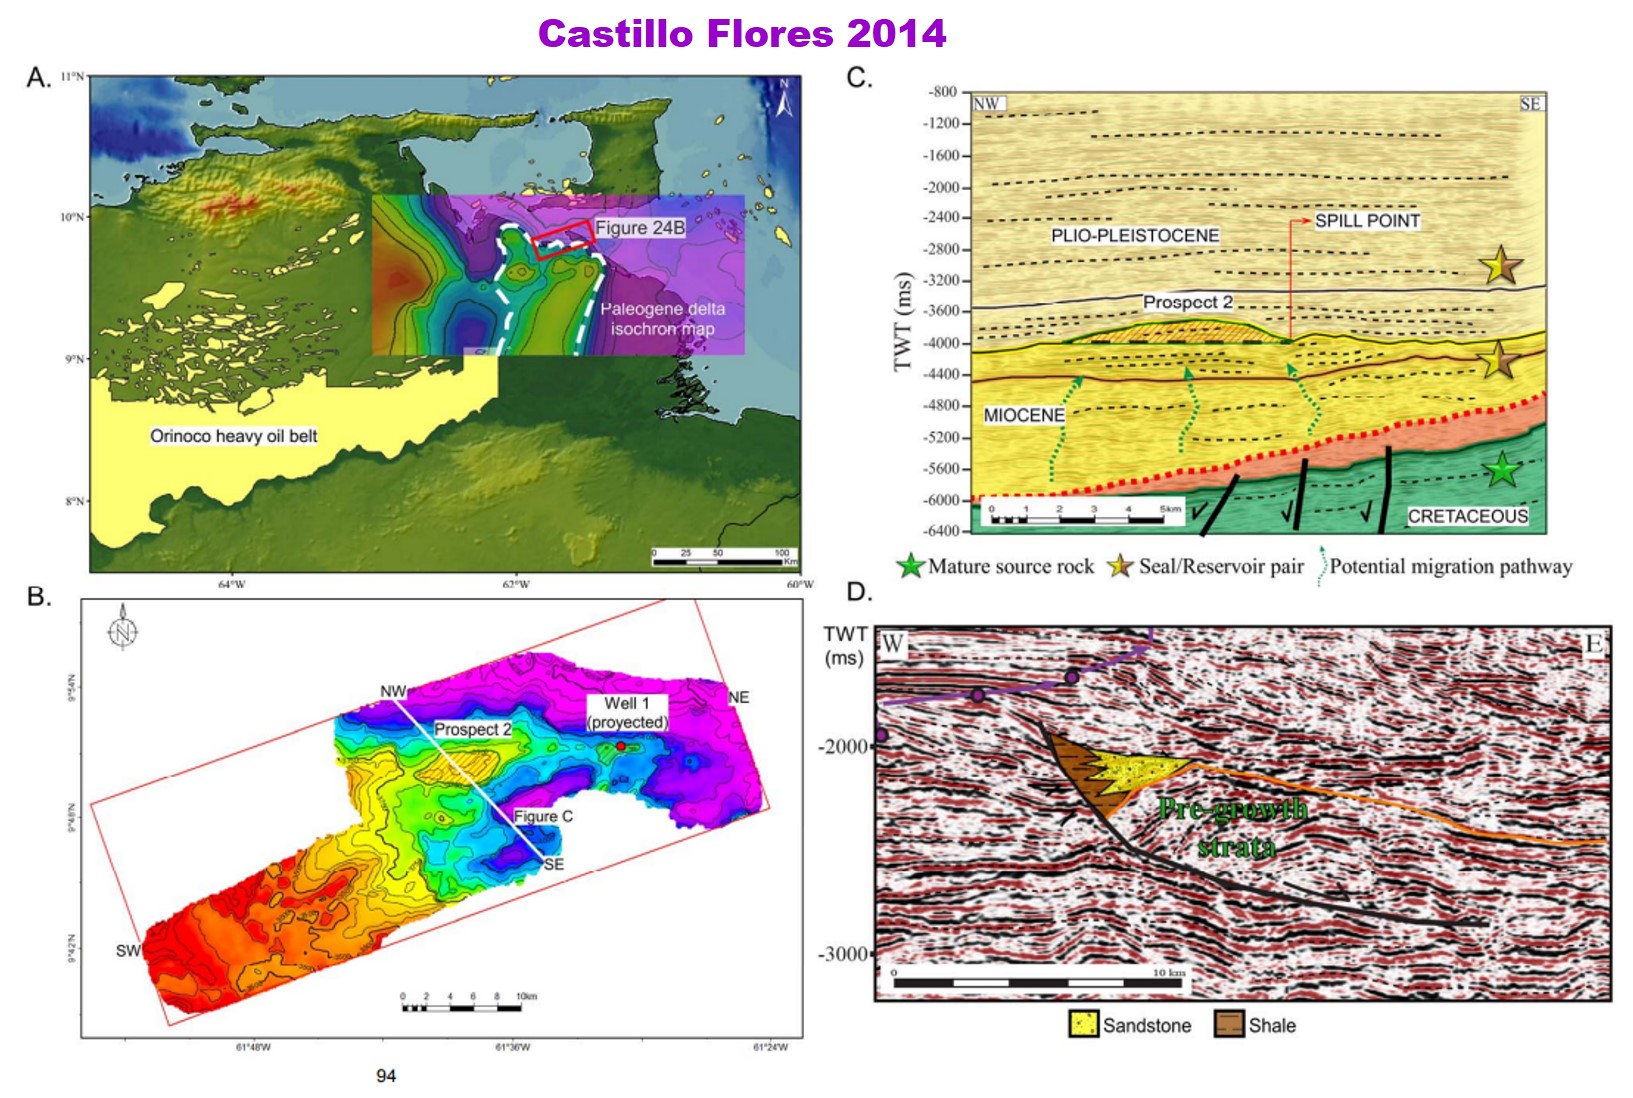 Castillo Flores 2014
A.
11°N
10°N
9°N
8°N
64°W
62°W
60°W
N
Figure 24B
Paleogene delta
isochron map
Orinoco heavy oil belt
0 25 50 100
Km
B.
N
9°54'N
9°48'N
9°42'N
61°48'W
61°36'W
61°24'W
NW
NE
Well 1
(proyected)
Prospect 2
Figure C
SE
SW
0 2 4 6 8 10km
94
C.
NW
SE
TWT (ms)
-800
-1200
-1600
-2000
-2400
-2800
-3200
-3600
-4000
-4400
-4800
-5200
-5600
-6000
-6400
SPILL POINT
PLIO-PLEISTOCENE
Prospect 2
MIOCENE
CRETACEOUS
0 1 2 3 4 5km
Mature source rock
Seal/Reservoir pair
Potential migration pathway
D.
TWT
(ms)
W
E
-2000
-3000
Pre-growth
strata
0 10 km
Sandstone
Shale